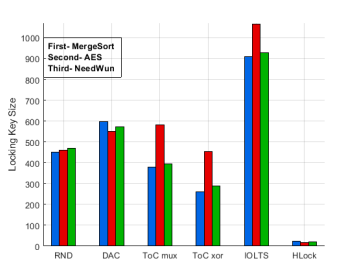 1000
900
800
700
600
500
400
300
200
100
0
Locking Key Size
First- MergeSort
Second- AES
Third- NeedWun
RND DAC ToC mux ToC xor IOLTS HLock